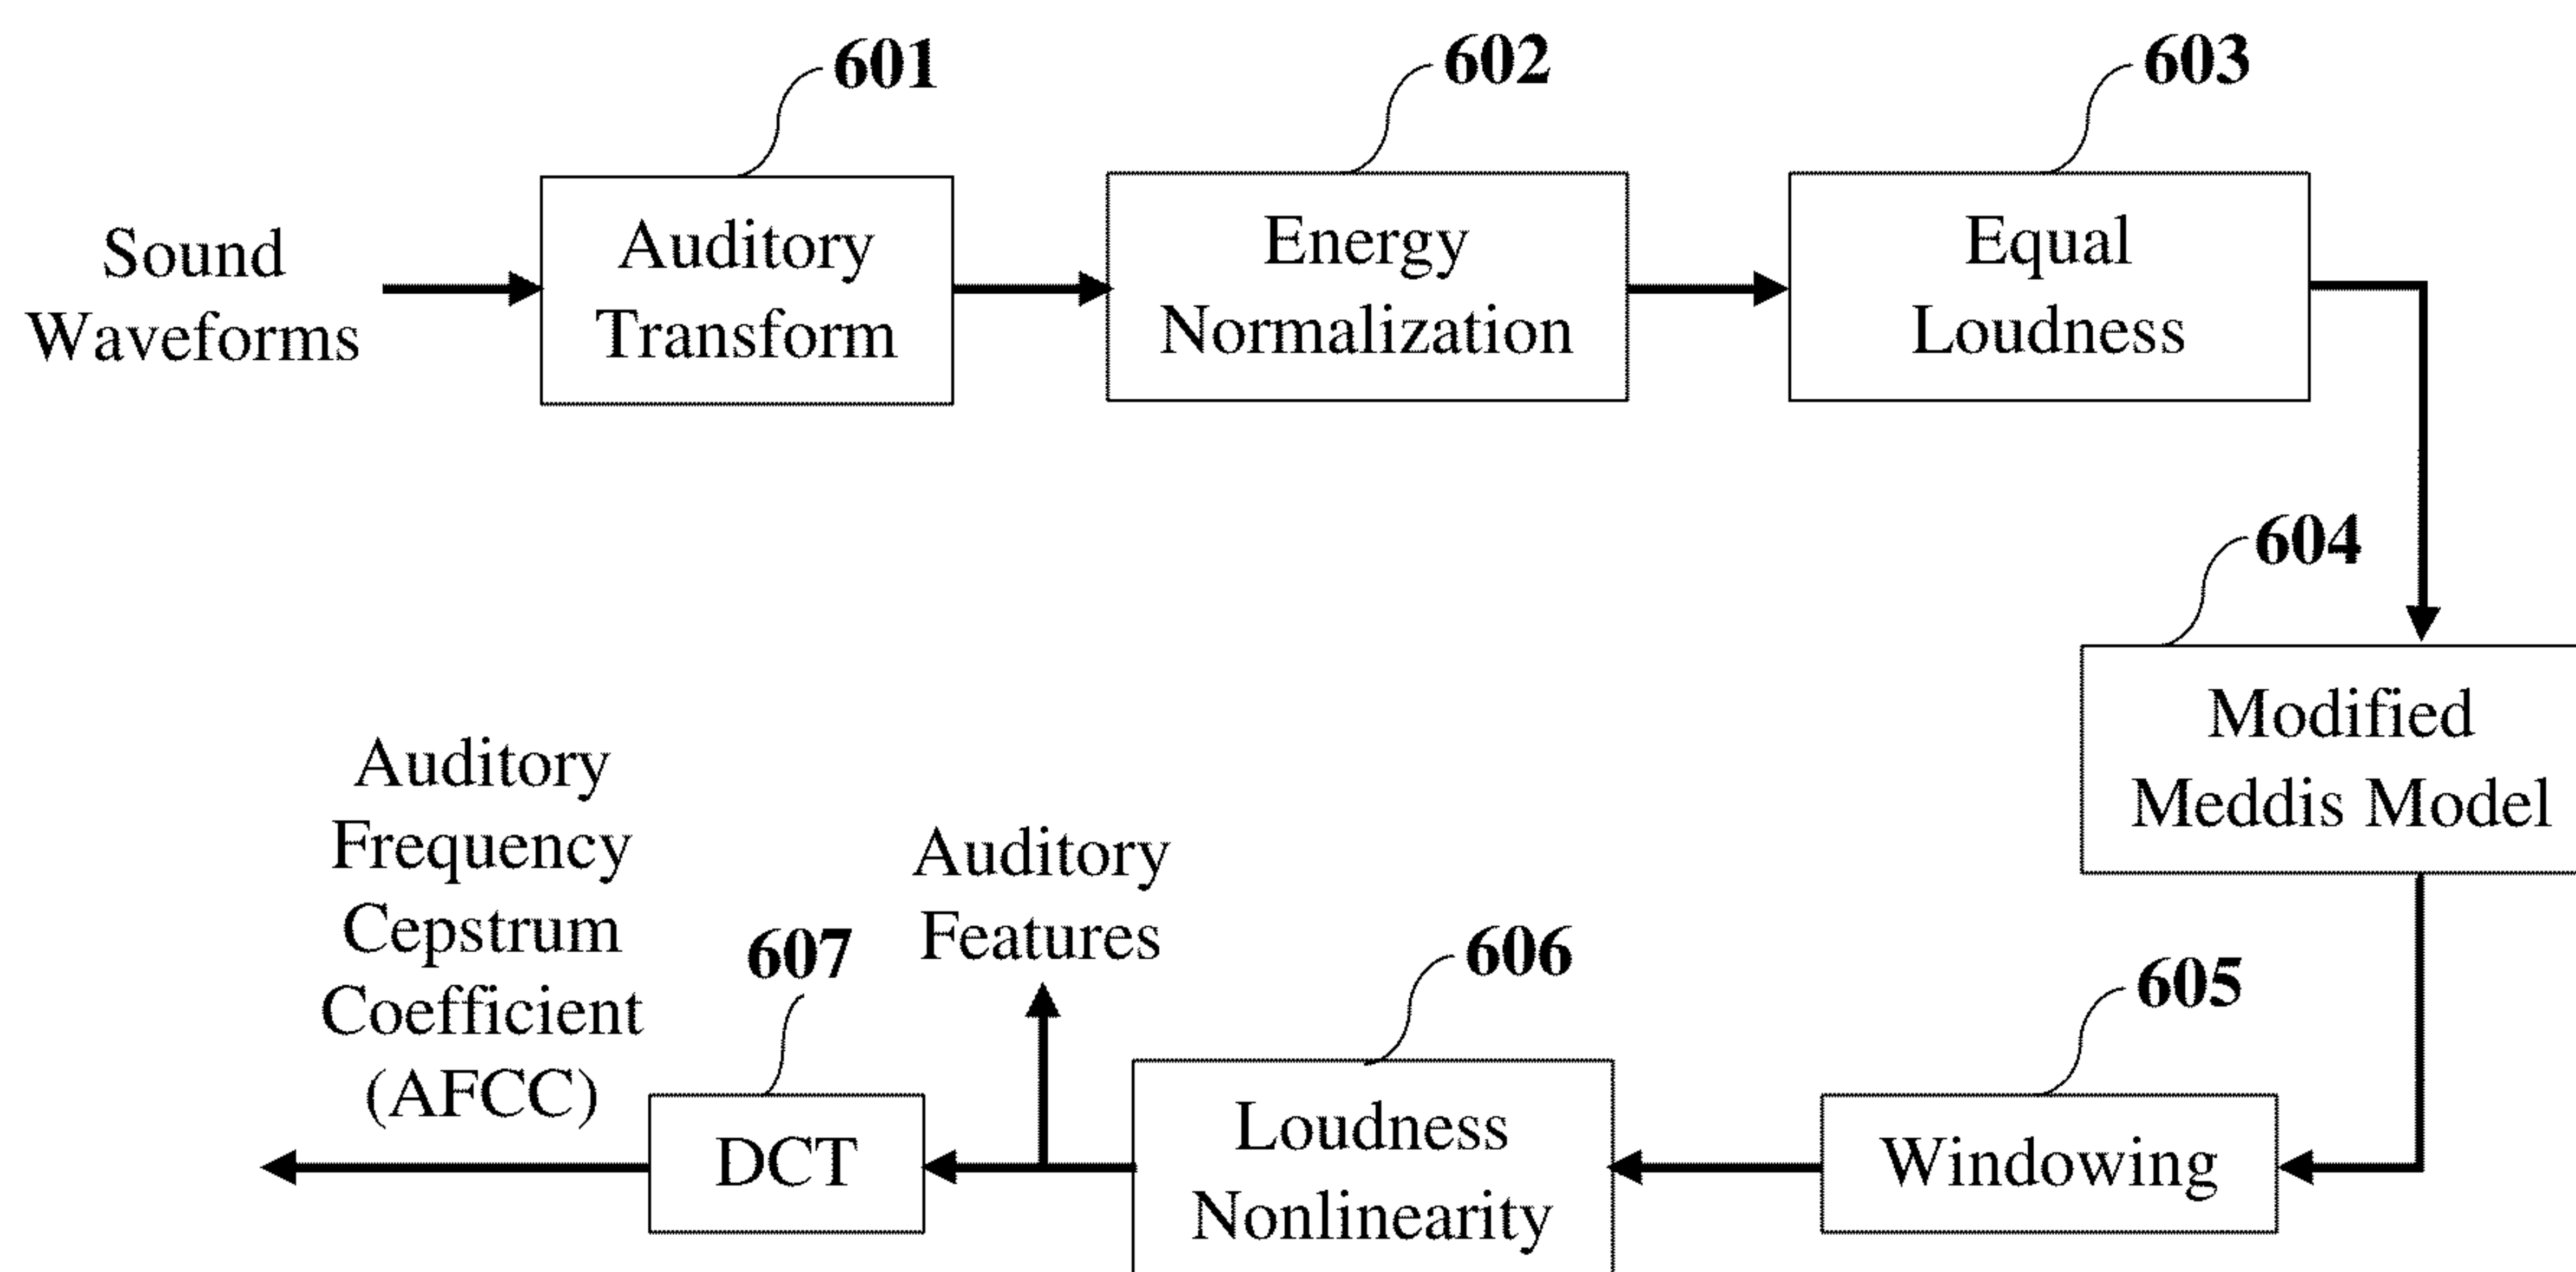 601
602
603
Sound
Waveforms
Auditory
Transform
Energy
Normalization
Equal
Loudness
604
Modified
Meddis Model
Auditory
Frequency
Cepstrum
Coefficient
(AFCC)
607
DCT
Auditory
Features
606
Loudness
Nonlinearity
605
Windowing